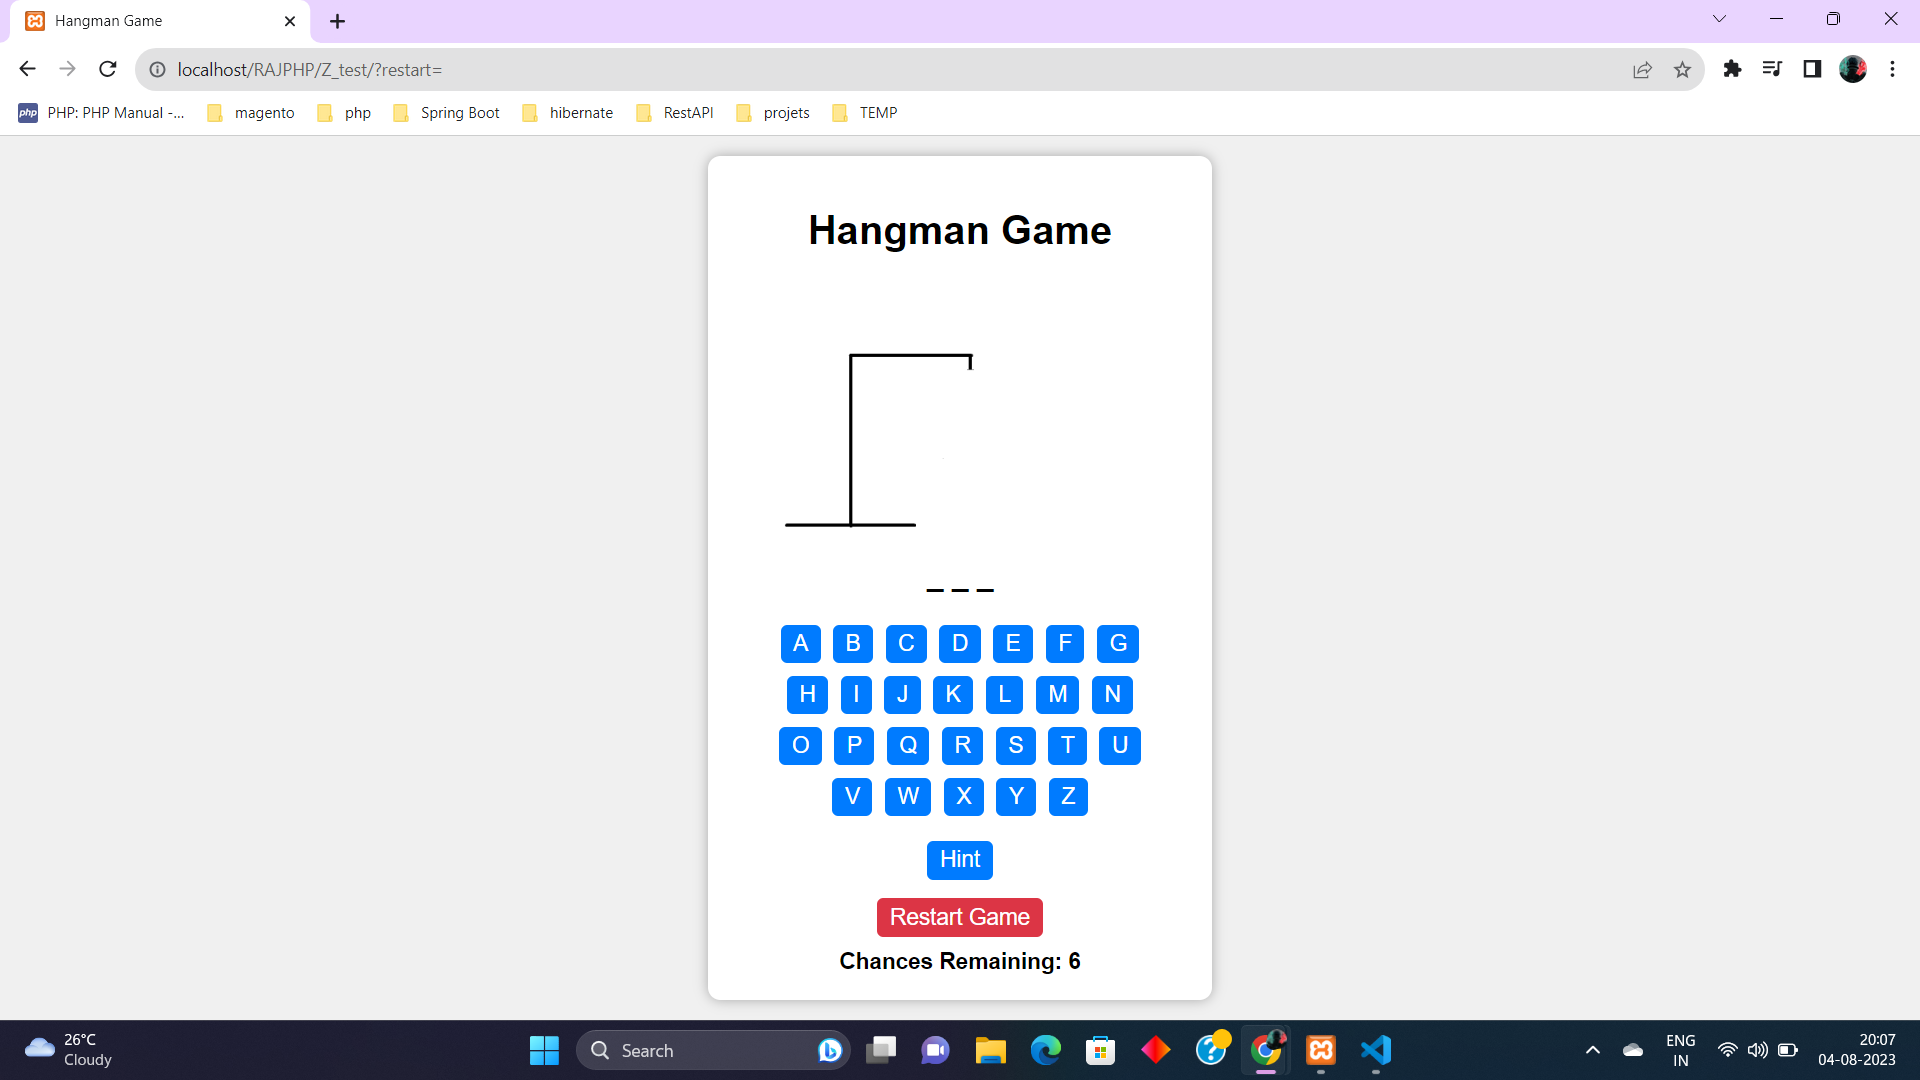 Hangman Game
localhost/RAJPHP/Z_test/?restart=
php PHP: PHP Manual -... magento php Spring Boot hibernate RestAPI projets TEMP
Hangman Game
_ _ _
A B C D E F G
H I J K L M N
O P Q R S T U
V W X Y Z
Hint
Restart Game
Chances Remaining: 6
26°C
Cloudy
Search
ENG
IN
20:07
04-08-2023